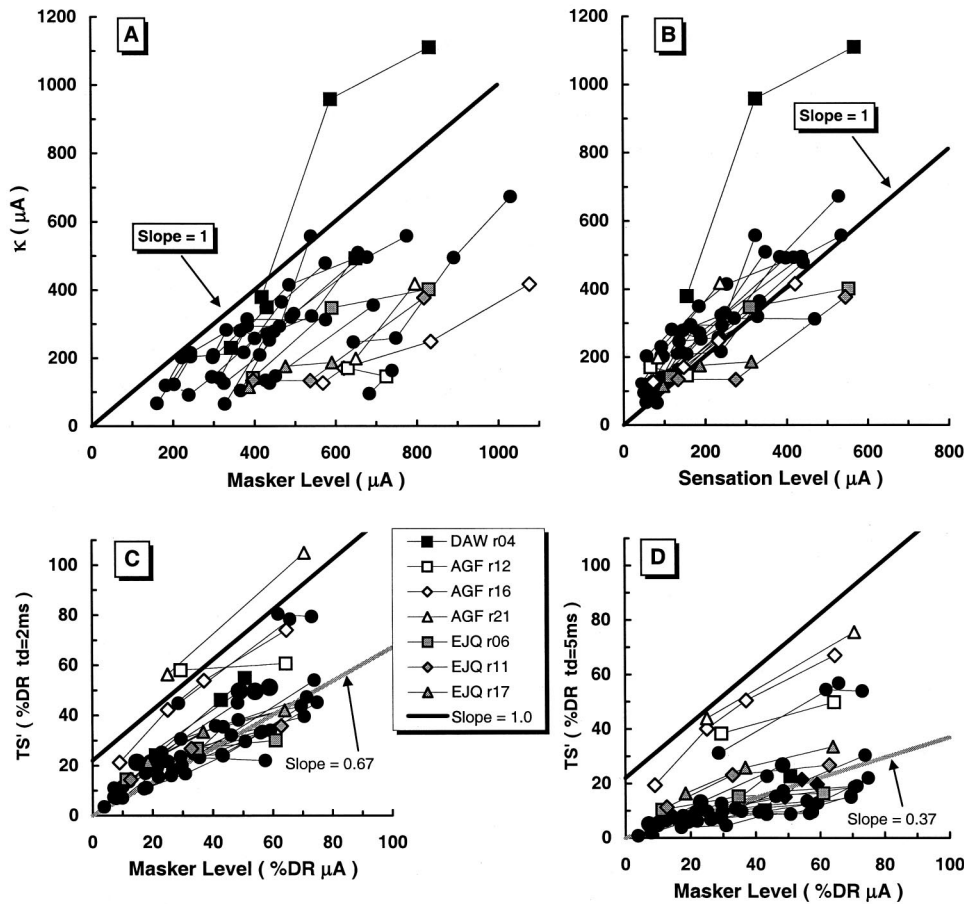 A
B
1200
1000
800
600
400
200
0
κ ( μA )
Slope = 1
0 200 400 600 800 1000
Masker Level ( μA )
1200
1000
800
600
400
200
0
Slope = 1
0 200 400 600 800
Sensation Level ( μA )
C
100
80
60
40
20
0
TS' ( %DR td=2ms )
Slope = 0.67
0 20 40 60 80 100
Masker Level ( %DR μA )
DAW r04
AGF r12
AGF r16
AGF r21
EJQ r06
EJQ r11
EJQ r17
Slope = 1.0
D
100
80
60
40
20
0
TS' ( %DR td=5ms )
Slope = 0.37
0 20 40 60 80 100
Masker Level ( %DR μA )